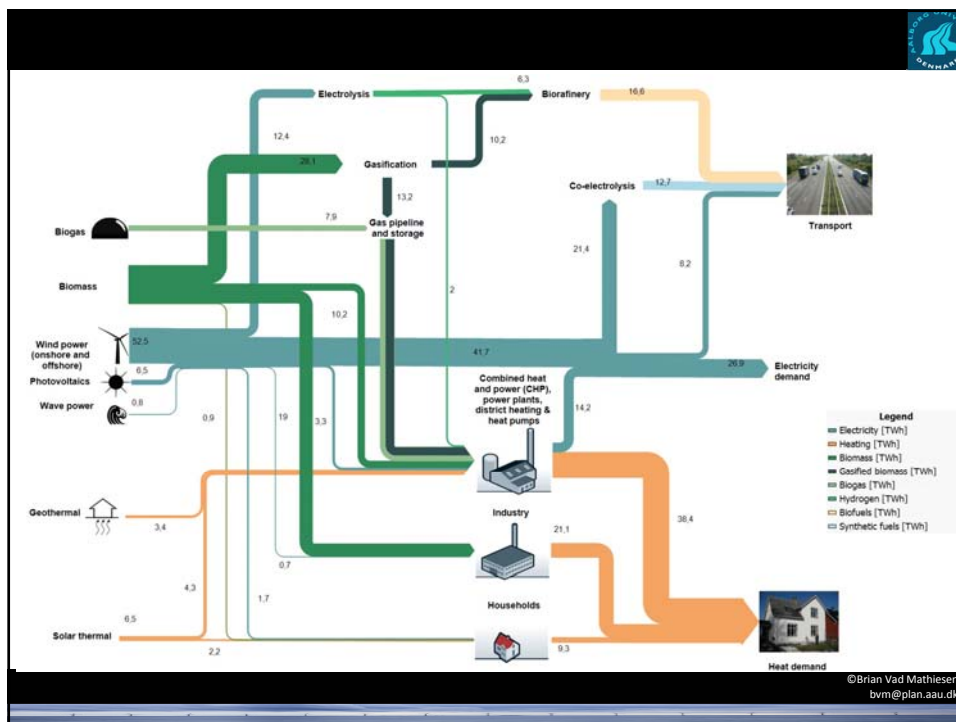 AALBORG UNIV
DENMARK
6,3
Electrolysis
Biorafinery
16,6
12,4
10,2
28,1
Gasification
Co-electrolysis
12,7
13,2
7,9
Gas pipeline
and storage
Transport
Biogas
21,4
8,2
2
Biomass
10,2
52,5
41,7
Wind power
(onshore and
offshore)
26,9
Electricity
demand
Photovoltaics
6,5
Combined heat
and power (CHP),
power plants,
district heating &
heat pumps
Wave power
0,8
0,9
19
3,3
14,2
Legend
Electricity [TWh]
Heating [TWh]
Biomass [TWh]
Gasified biomass [TWh]
Biogas [TWh]
Hydrogen [TWh]
Biofuels [TWh]
Synthetic fuels [TWh]
Geothermal
3,4
Industry
21,1
38,4
0,7
4,3
1,7
Households
6,5
Solar thermal
2,2
9,3
Heat demand
©Brian Vad Mathiesen
bvm@plan.aau.dk